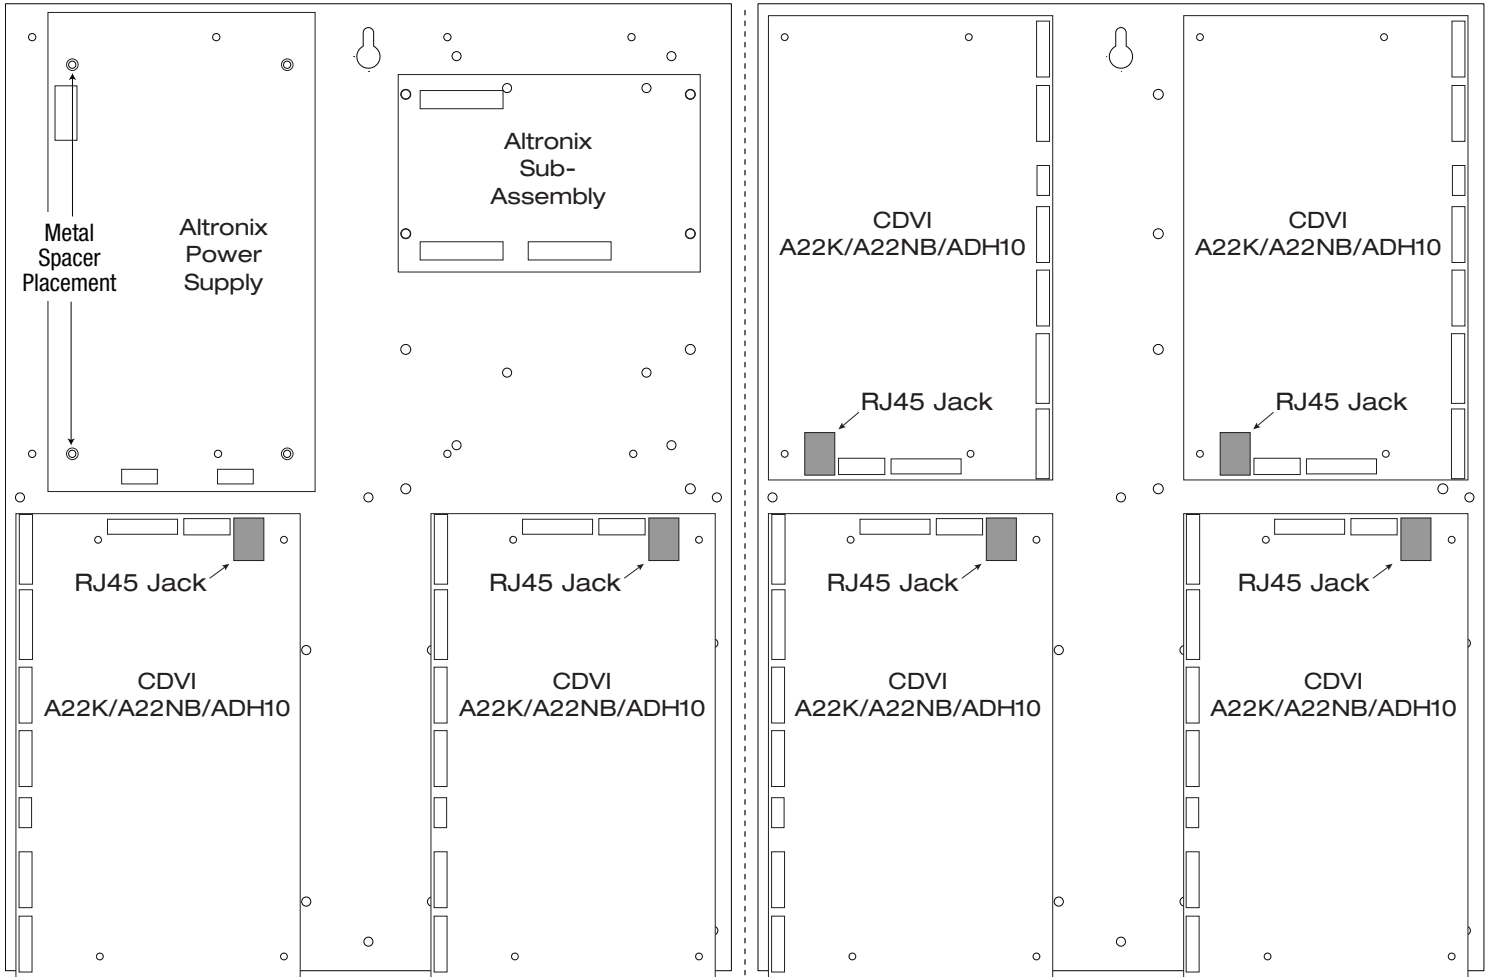 Altronix
Sub-
Assembly
Metal
Spacer
Placement
Altronix
Power
Supply
CDVI
A22K/A22NB/ADH10
CDVI
A22K/A22NB/ADH10
RJ45 Jack
RJ45 Jack
RJ45 Jack
RJ45 Jack
RJ45 Jack
RJ45 Jack
CDVI
A22K/A22NB/ADH10
CDVI
A22K/A22NB/ADH10
CDVI
A22K/A22NB/ADH10
CDVI
A22K/A22NB/ADH10